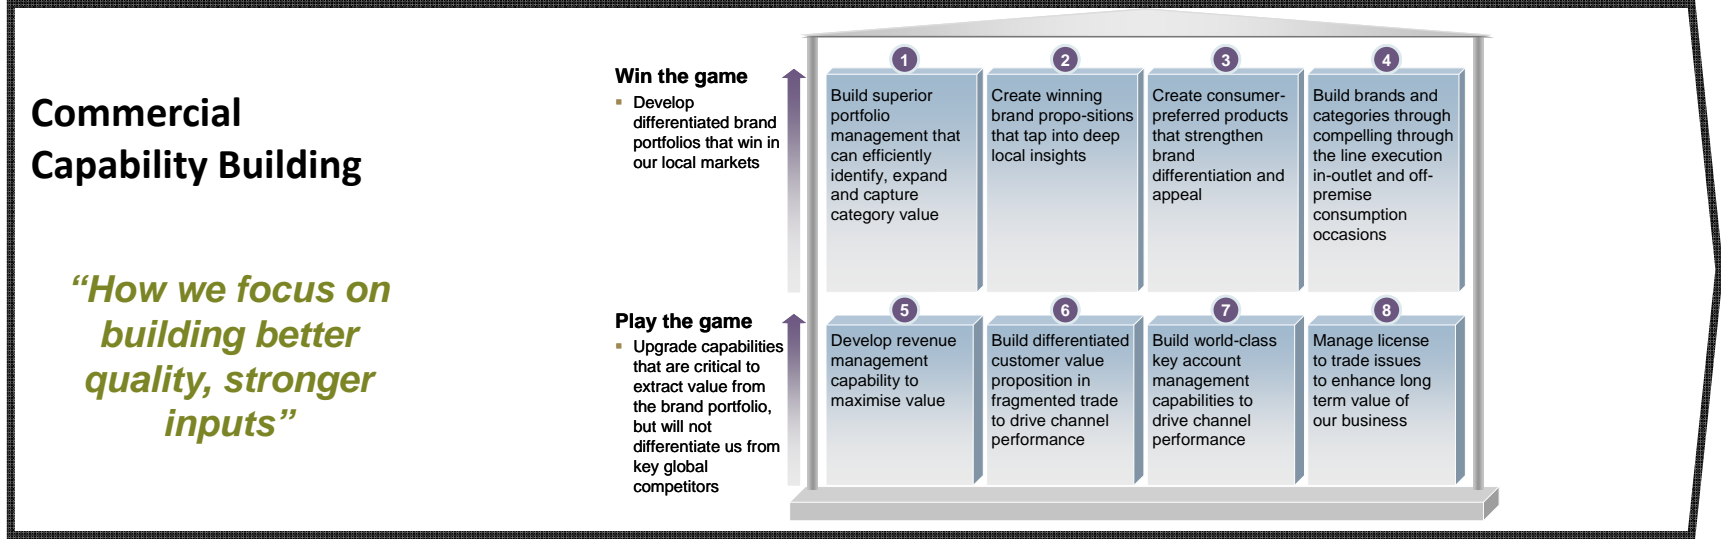 Commercial
Capability Building
“How we focus on
building better
quality, stronger
inputs”
Win the game
Develop
differentiated brand
portfolios that win in
our local markets
1
Build superior
portfolio
management that
can efficiently
identify, expand
and capture
category value
2
Create winning
brand propo-sitions
that tap into deep
local insights
3
Create consumer-
preferred products
that strengthen
brand
differentiation and
appeal
4
Build brands and
categories through
compelling through
the line execution
in-outlet and off-
premise
consumption
occasions
Play the game
Upgrade capabilities
that are critical to
extract value from
the brand portfolio,
but will not
differentiate us from
key global
competitors
5
Develop revenue
management
capability to
maximise value
6
Build differentiated
customer value
proposition in
fragmented trade
to drive channel
performance
7
Build world-class
key account
management
capabilities to
drive channel
performance
8
Manage license
to trade issues
to enhance long
term value of
our business